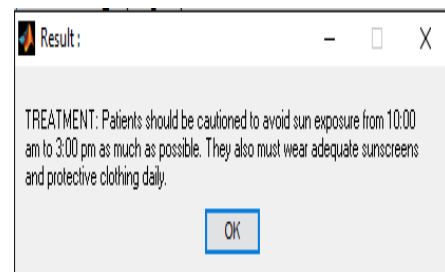 Result :
TREATMENT: Patients should be cautioned to avoid sun exposure from 10:00
am to 3:00 pm as much as possible. They also must wear adequate sunscreens
and protective clothing daily.
OK